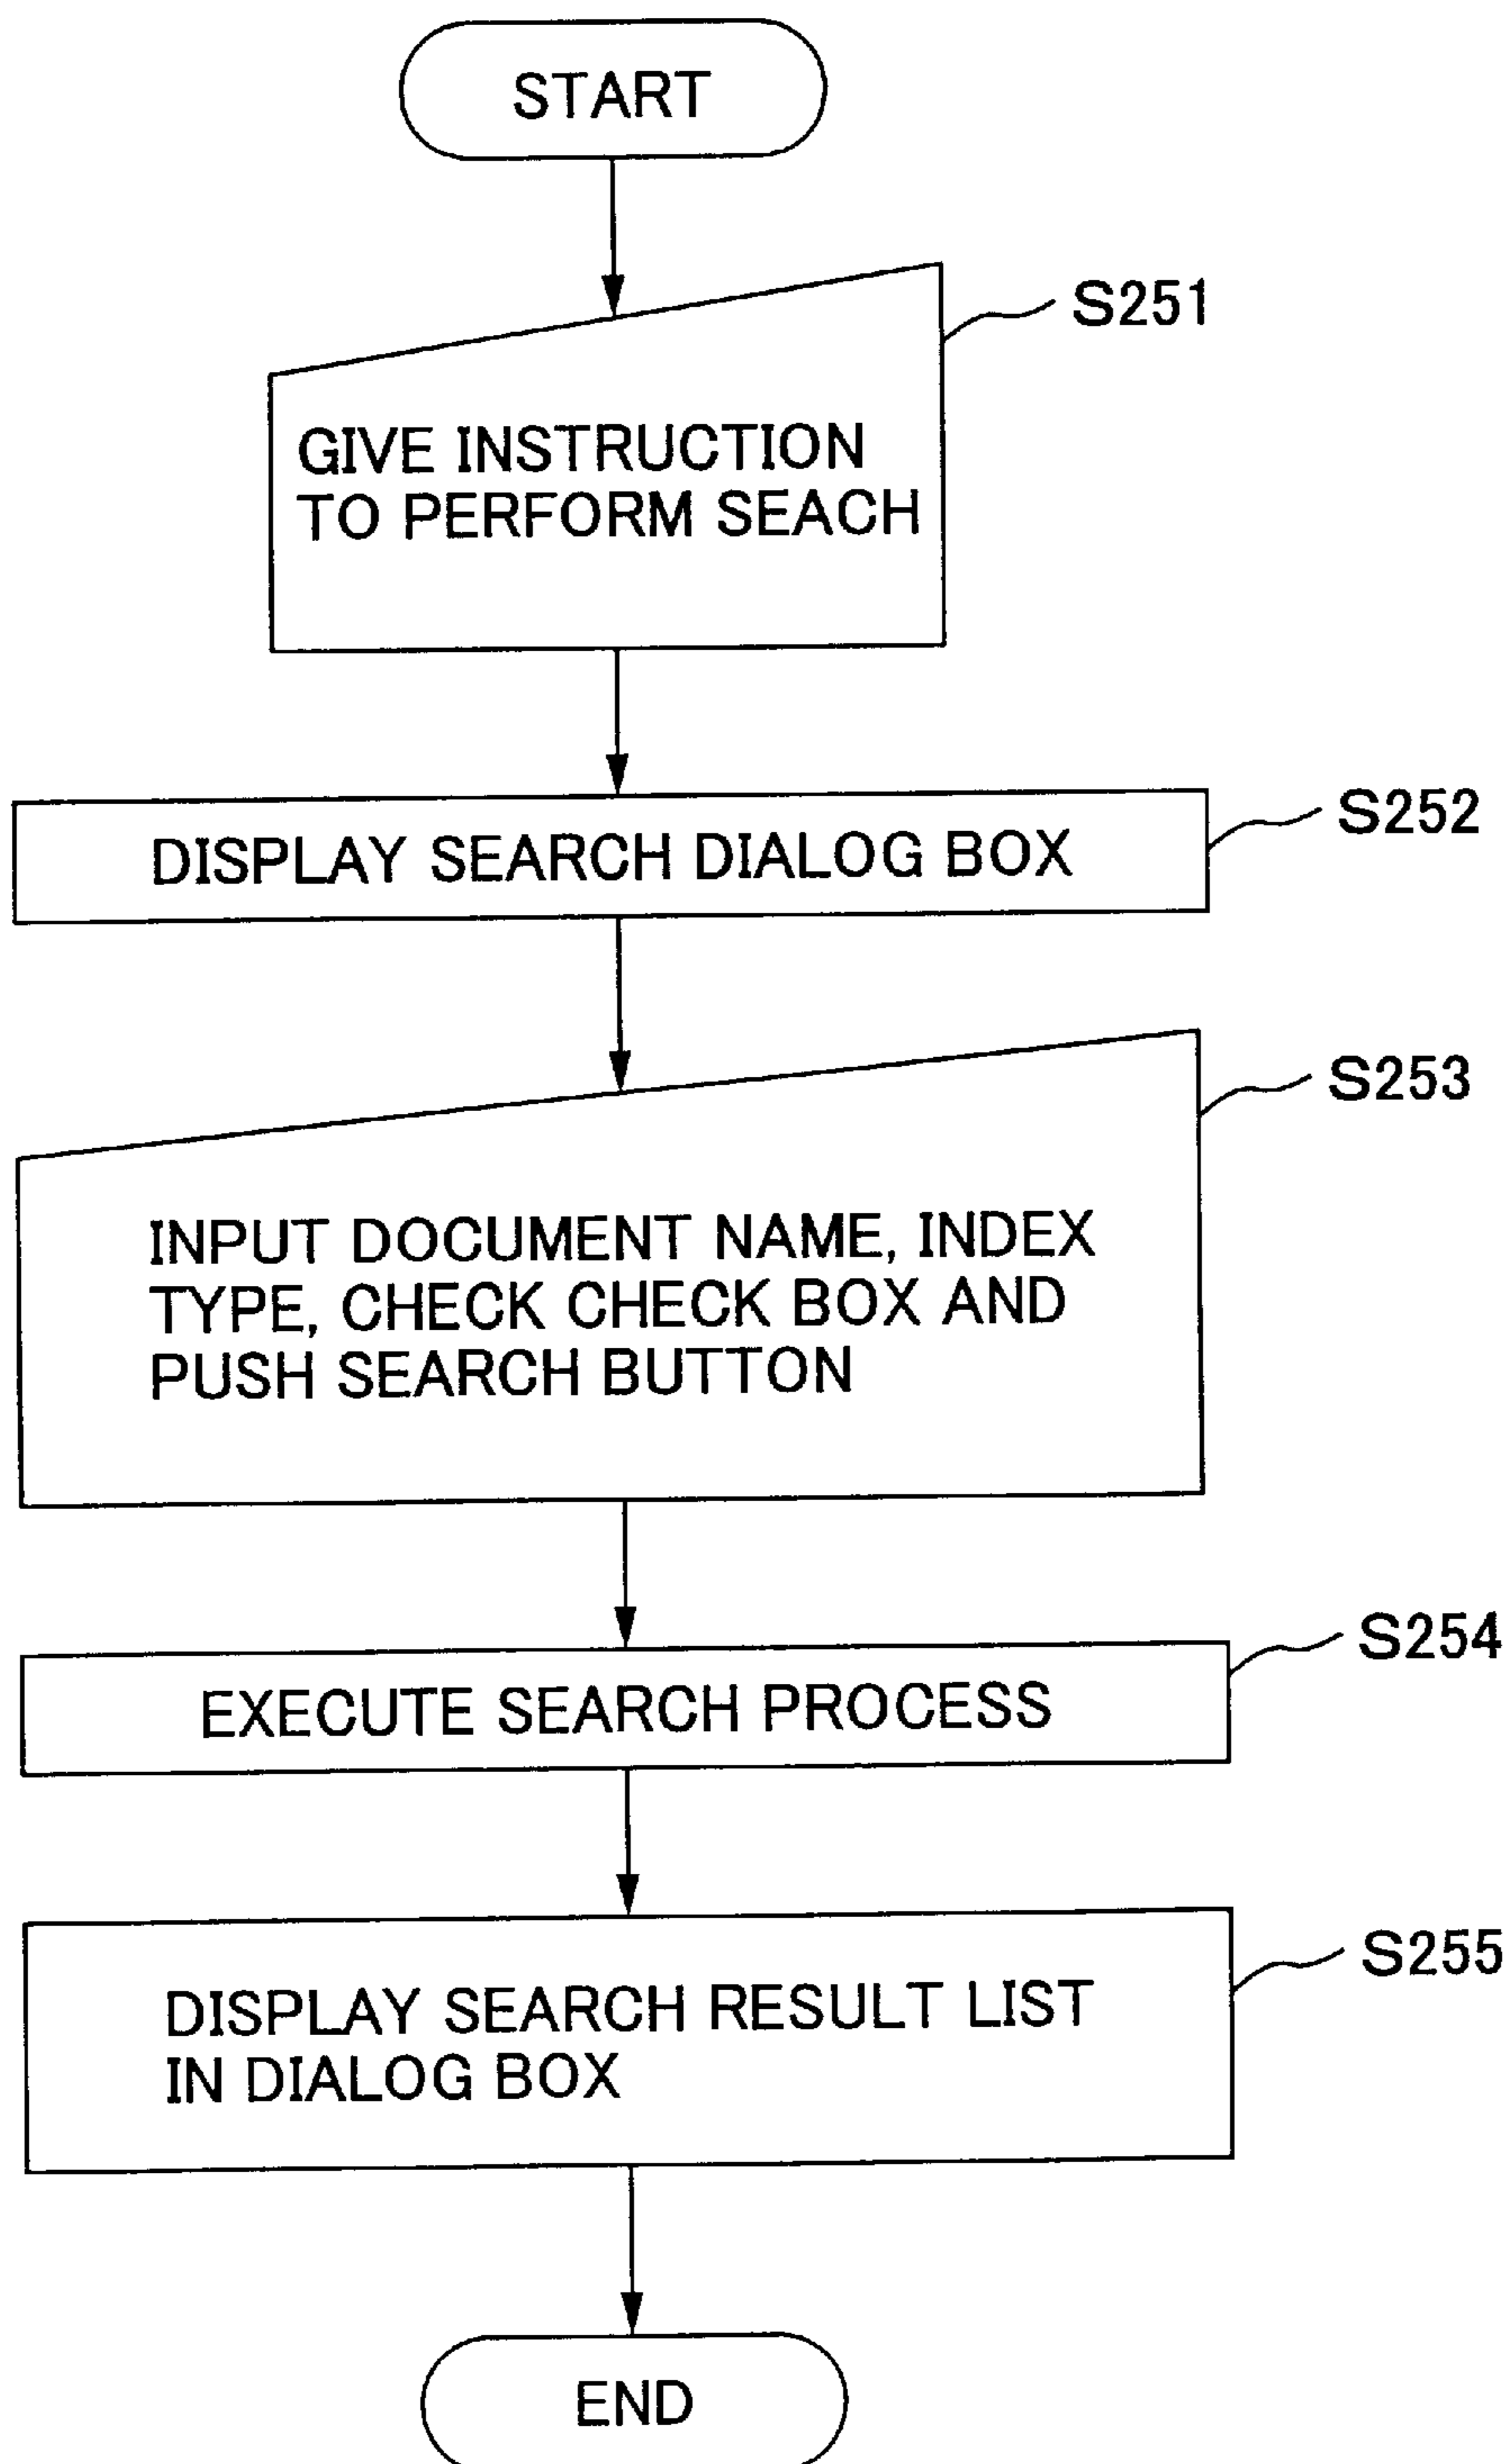 START
S251
GIVE INSTRUCTION
TO PERFORM SEACH
S252
DISPLAY SEARCH DIALOG BOX
S253
INPUT DOCUMENT NAME, INDEX
TYPE, CHECK CHECK BOX AND
PUSH SEARCH BUTTON
S254
EXECUTE SEARCH PROCESS
S255
DISPLAY SEARCH RESULT LIST
IN DIALOG BOX
END